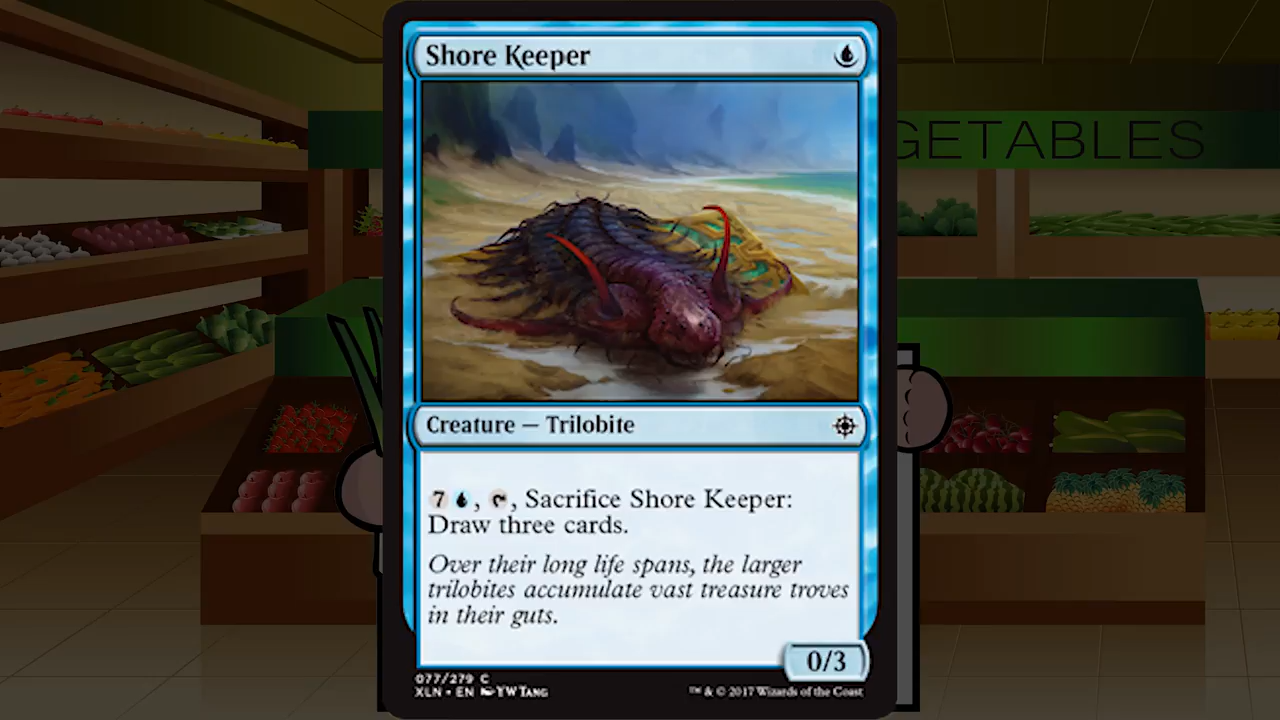 Shore Keeper
GETABLES
Creature — Trilobite
7 , , Sacrifice Shore Keeper:
Draw three cards.
Over their long life spans, the larger
trilobites accumulate vast treasure troves
in their guts.
0/3
077/279 C
XLN • EN YW TANG
™ & © 2017 Wizards of the Coast